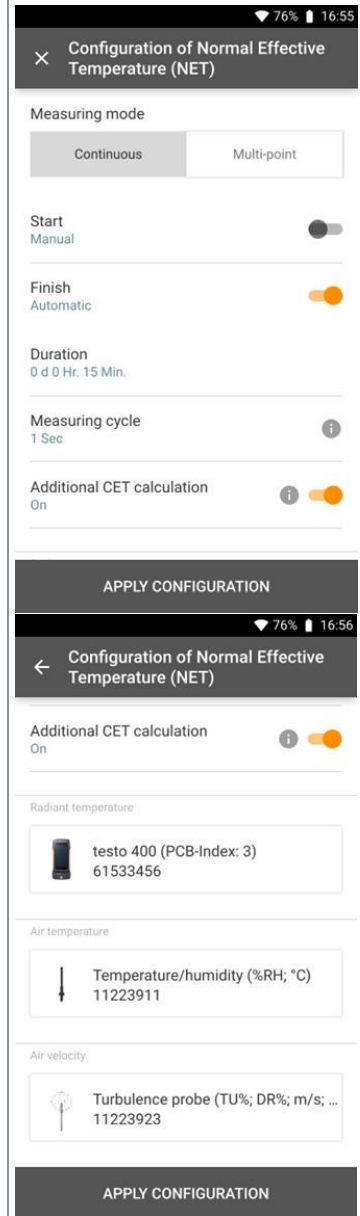 76% 16:55
Configuration of Normal Effective
Temperature (NET)
Measuring mode
Continuous Multi-point
Start
Manual
Finish
Automatic
Duration
0 d 0 Hr. 15 Min.
Measuring cycle
1 Sec
Additional CET calculation
On
APPLY CONFIGURATION
76% 16:56
Configuration of Normal Effective
Temperature (NET)
Additional CET calculation
On
Radiant temperature
testo 400 (PCB-Index: 3)
61533456
Air temperature
Temperature/humidity (%RH; °C)
11223911
Air velocity
Turbulence probe (TU%; DR%; m/s; ...
11223923
APPLY CONFIGURATION